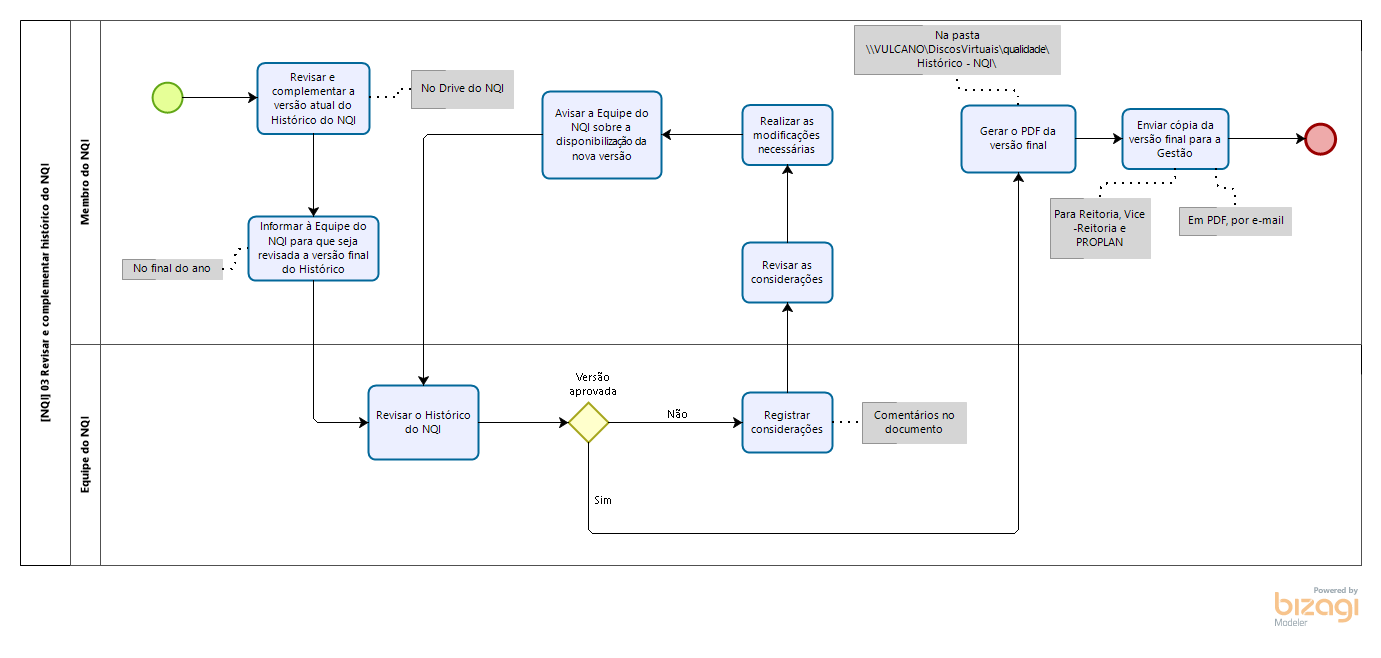 [NQI] 03 Revisar e complementar histórico do NQI
Membro do NQI
Revisar e
complementar a
versão atual do
Histórico do NQI
No Drive do NQI
Informar à Equipe do
NQI para que seja
revisada a versão final
do Histórico
No final do ano
Avisar a Equipe do
NQI sobre a
disponibilização da
nova versão
Realizar as
modificações
necessárias
Revisar as
considerações
Na pasta
\\VULCANO\DiscosVirtuais\qualidade\
Histórico - NQI\
Gerar o PDF da
versão final
Enviar cópia da
versão final para a
Gestão
Para Reitoria, Vice
-Reitoria e
PROPLAN
Em PDF, por e-mail
Equipe do NQI
Revisar o Histórico
do NQI
Versão
aprovada
Não
Sim
Registrar
considerações
Comentários no
documento
Powered by
bizagi
Modeler